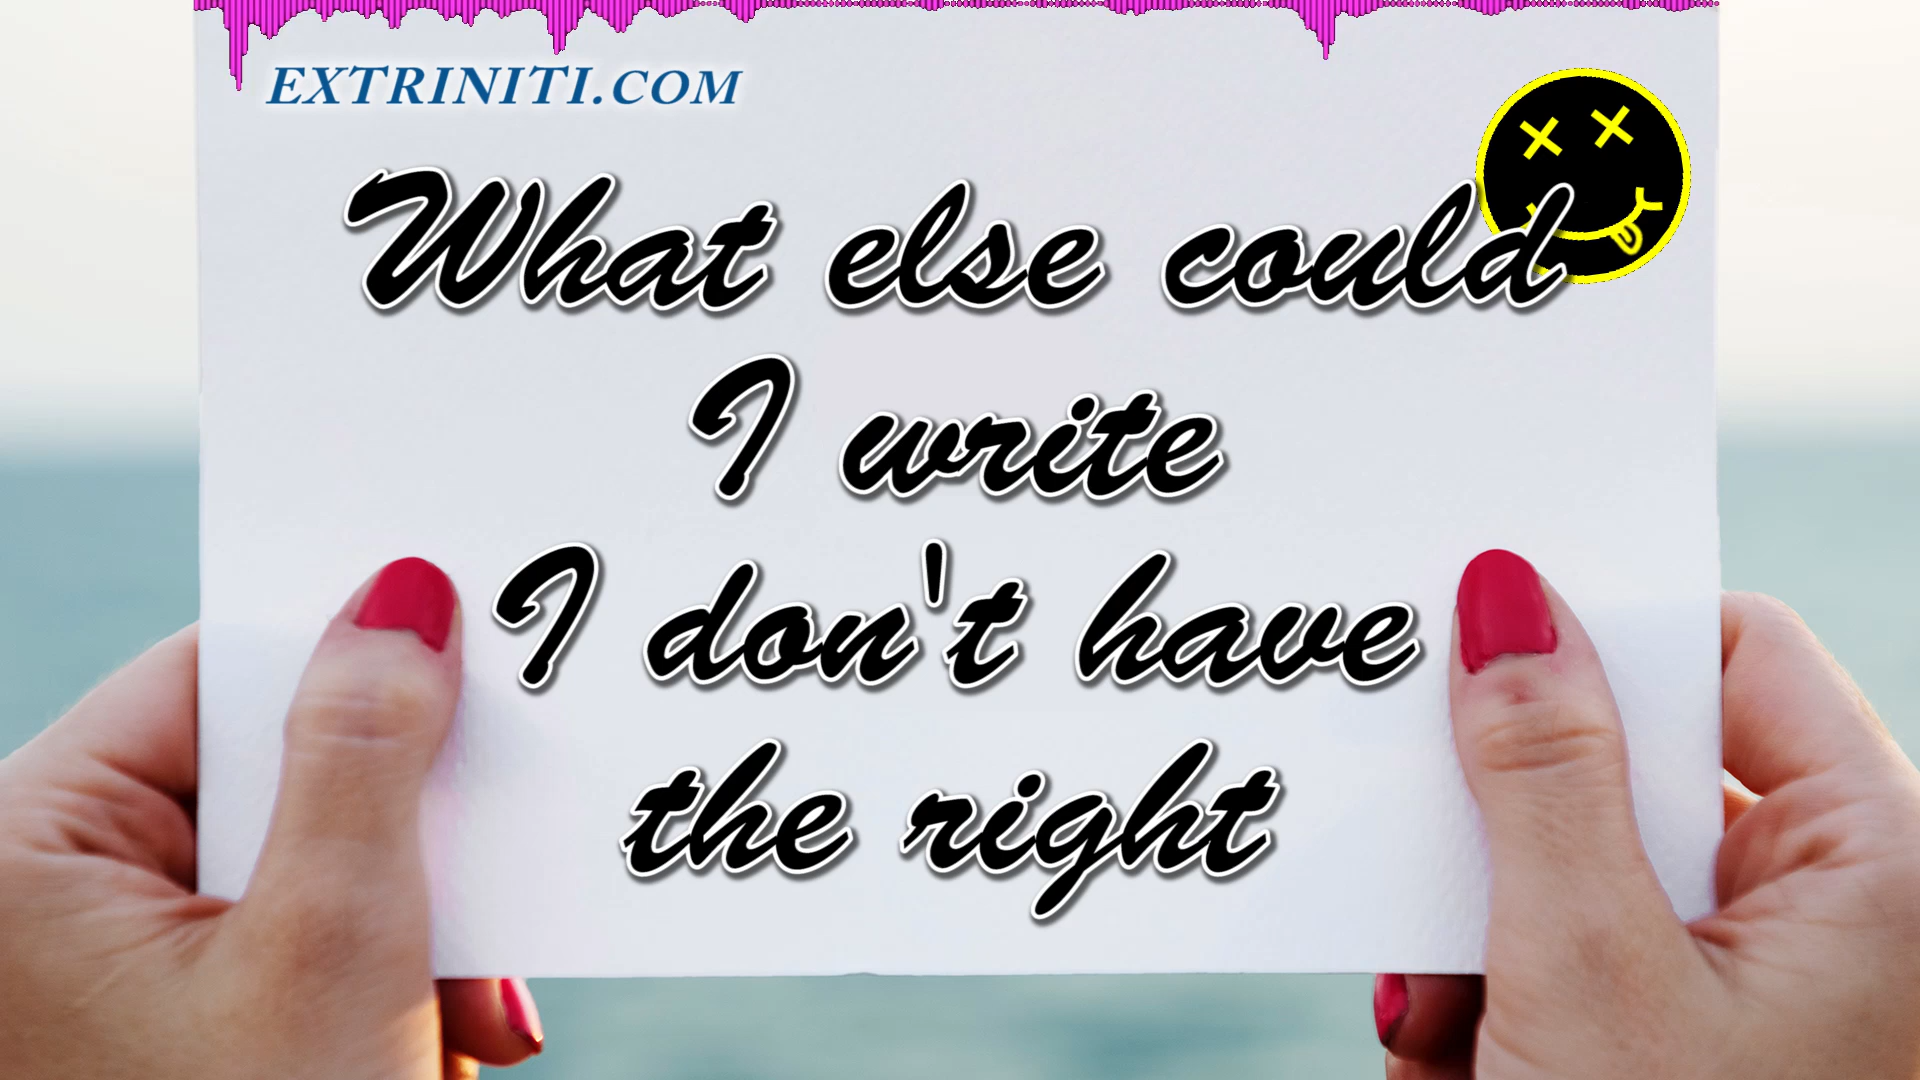 EXTRINITI.COM
What else could
I write
I don't have
the right